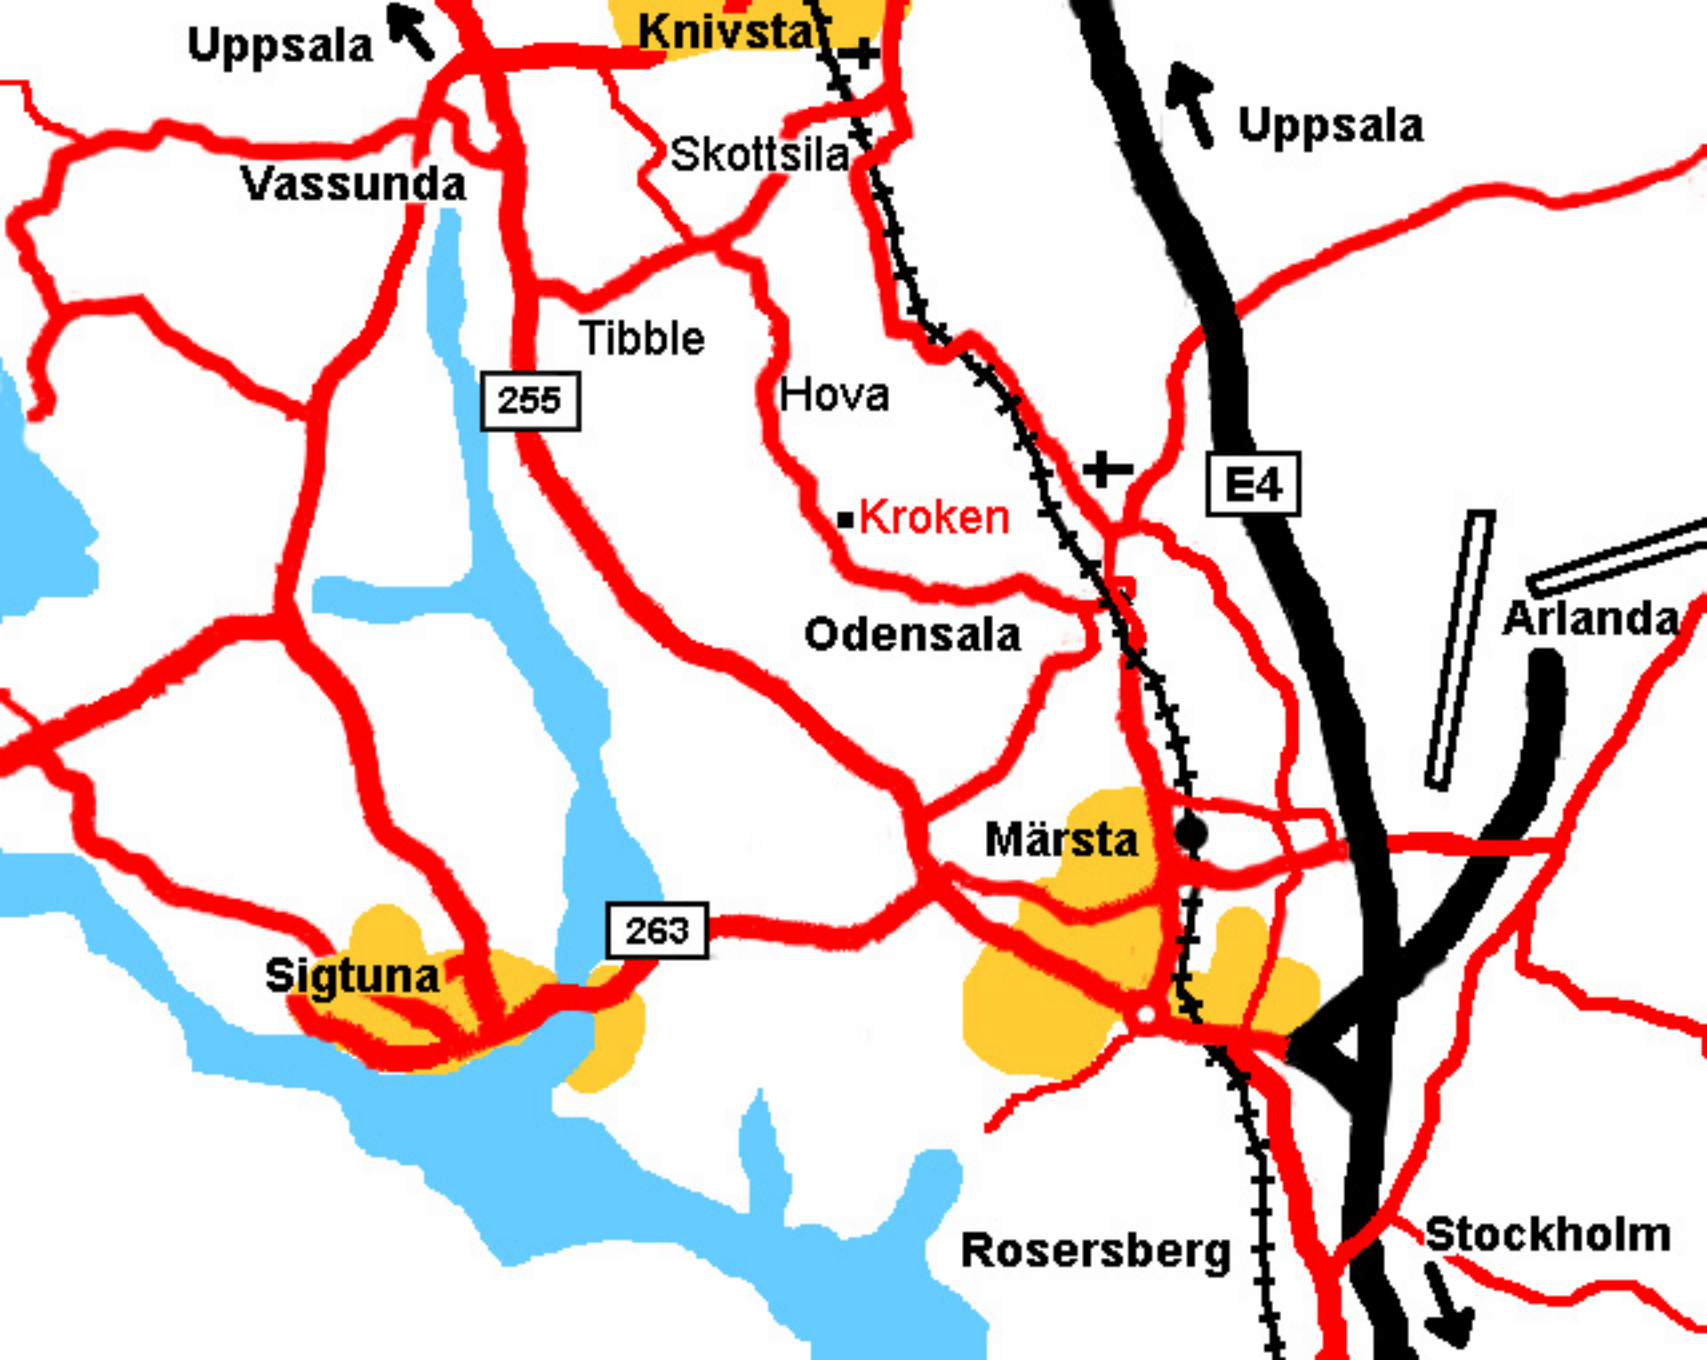 Knivsta
Uppsala
Uppsala
Skottsila
Vassunda
Tibble
Hova
255
E4
Kroken
Arlanda
Odensala
Märsta
263
Sigtuna
Stockholm
Rosersberg